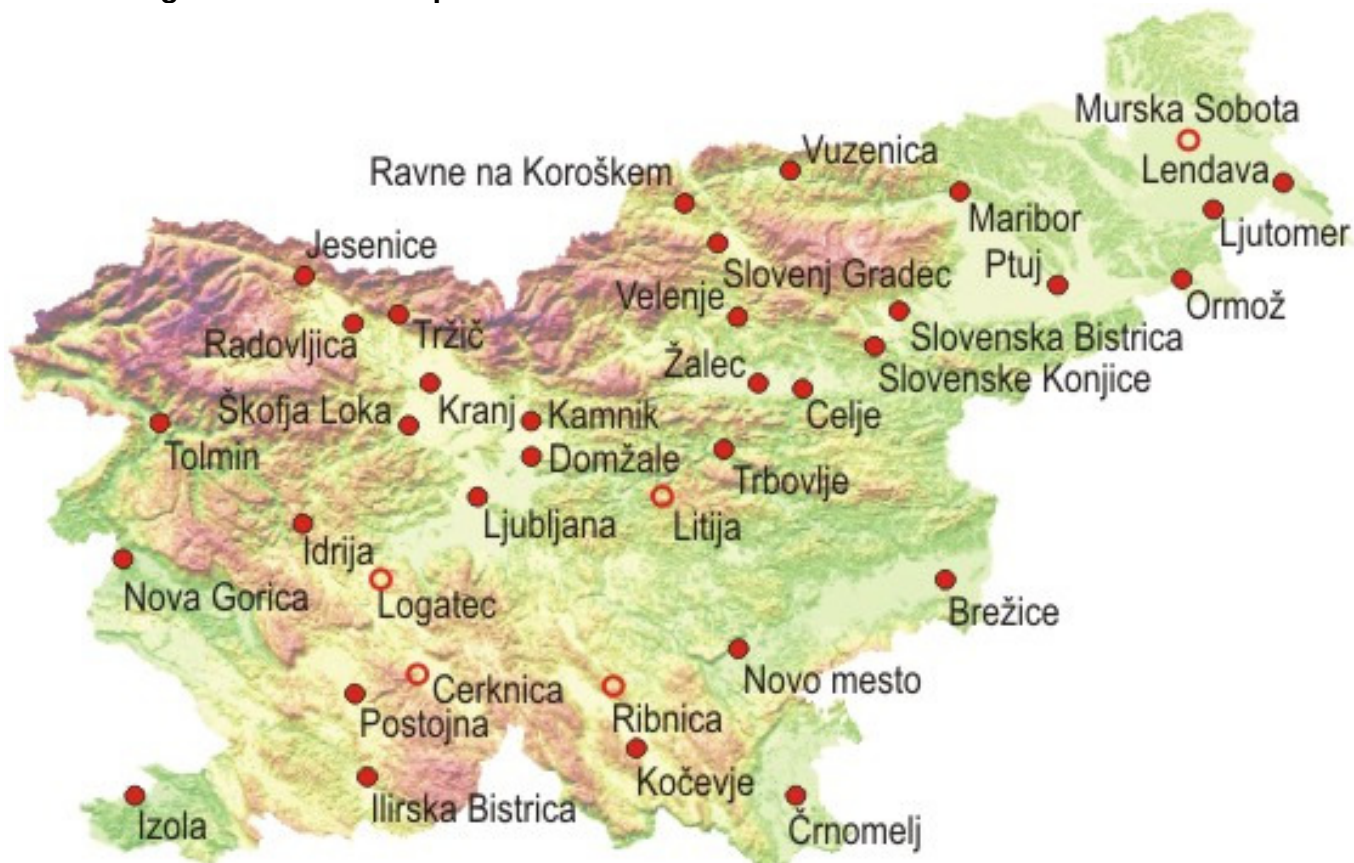 Murska Sobota
Vuzenica
Lendava
Ravne na Koroškem
Maribor
Ljutomer
Jesenice
Slovenj Gradec
Ptuj
Velenje
Ormož
Tržič
Radovljica
Slovenska Bistrica
Žalec
Slovenske Konjice
Škofja Loka
Kranj
Kamnik
Celje
Tolmin
Domžale
Trbovlje
Ljubljana
Litija
Idrija
Nova Gorica
Logatec
Brežice
Cerknica
Novo mesto
Postojna
Ribnica
Kočevje
Ilirska Bistrica
Izola
Črnomelj